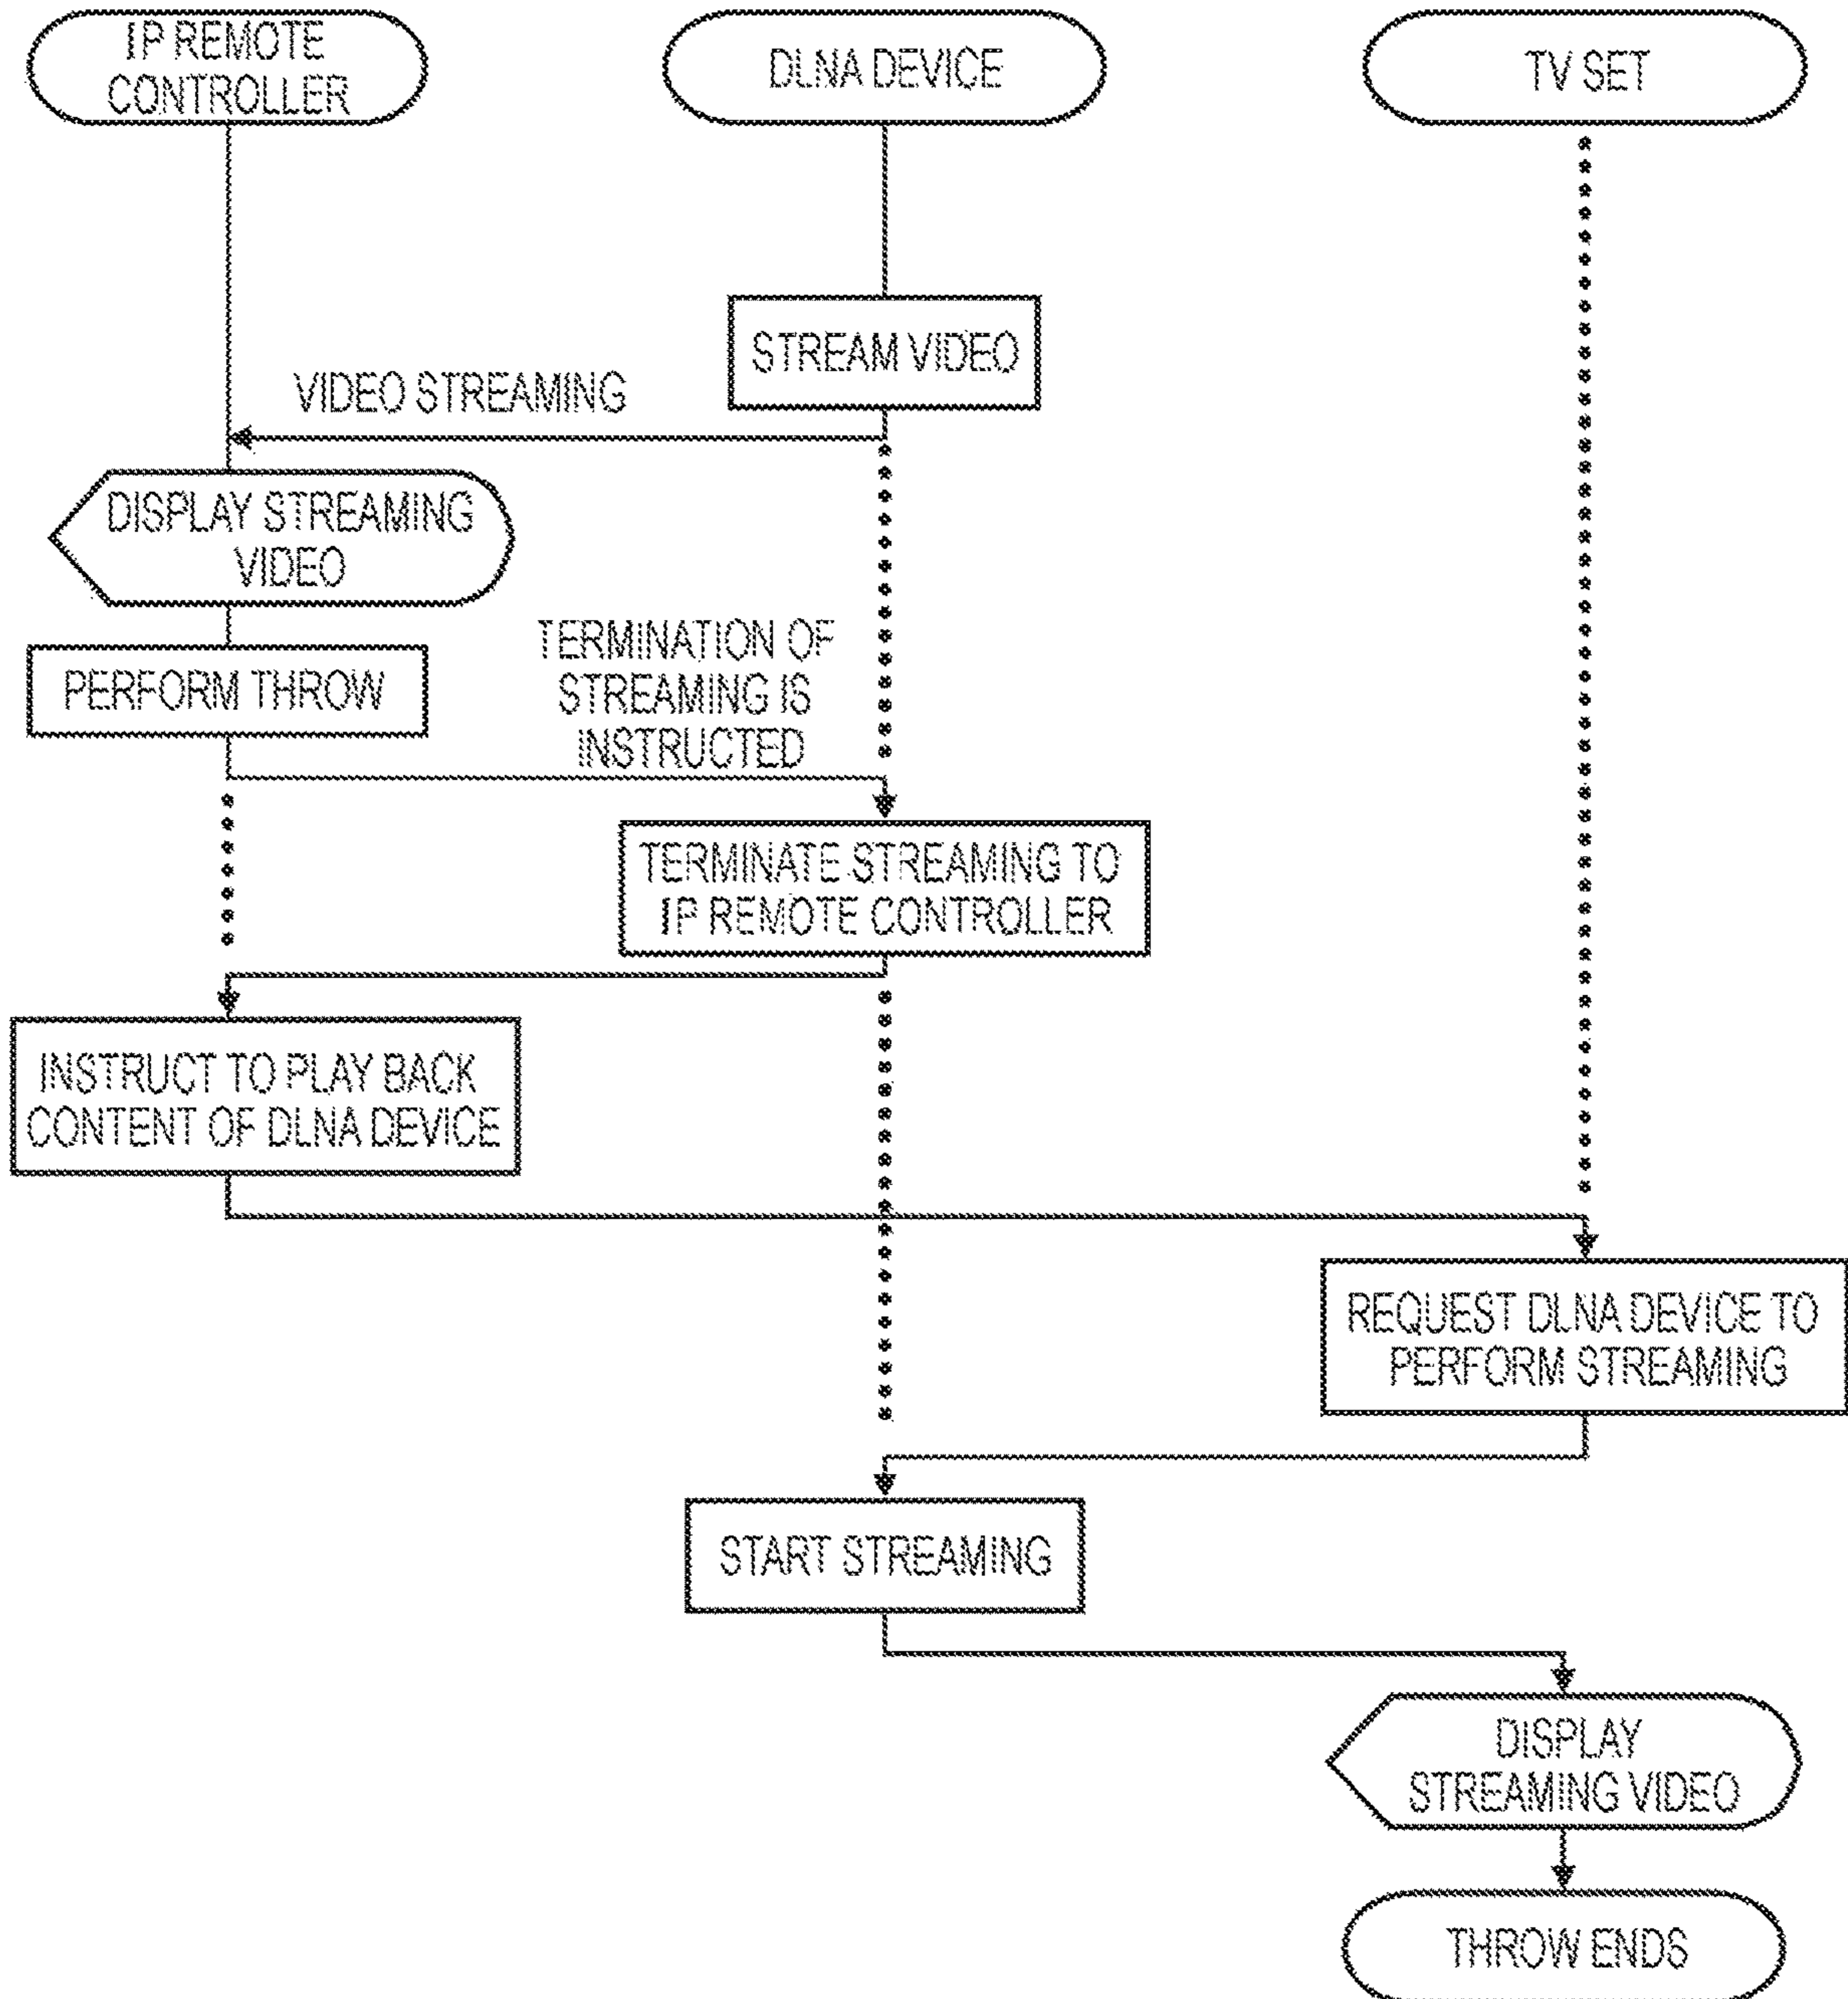 IP REMOTE
CONTROLLER
DLNA DEVICE
TV SET
STREAM VIDEO
VIDEO STREAMING
DISPLAY STREAMING
VIDEO
PERFORM THROW
TERMINATION OF
STREAMING IS
INSTRUCTED
TERMINATE STREAMING TO
IP REMOTE CONTROLLER
INSTRUCT TO PLAY BACK
CONTENT OF DLNA DEVICE
REQUEST DLNA DEVICE TO
PERFORM STREAMING
START STREAMING
DISPLAY
STREAMING VIDEO
THROW ENDS